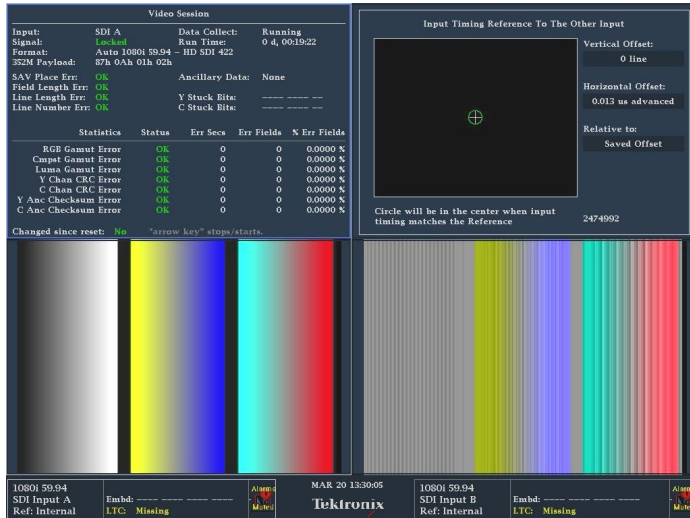 Video Session
Input: SDI A Data Collect: Running
Signal: Locked Run Time: 0 d, 00:19:22
Format: Auto 1080i 59.94 – HD SDI 422
352M Payload: 87h 0Ah 01h 02h
SAV Place Err: OK Ancillary Data: None
Field Length Err: OK
Line Length Err: OK Y Stuck Bits: ---- ---- --
Line Number Err: OK C Stuck Bits: ---- ---- --
Statistics Status Err Secs Err Fields % Err Fields
RGB Gamut Error OK 0 0 0.0000 %
Cmpst Gamut Error OK 0 0 0.0000 %
Luma Gamut Error OK 0 0 0.0000 %
Y Chan CRC Error OK 0 0 0.0000 %
C Chan CRC Error OK 0 0 0.0000 %
Y Anc Checksum Error OK 0 0 0.0000 %
C Anc Checksum Error OK 0 0 0.0000 %
Changed since reset: No "arrow key" stops/starts.
Input Timing Reference To The Other Input
Vertical Offset:
0 line
Horizontal Offset:
0.013 us advanced
Relative to:
Saved Offset
Circle will be in the center when input
timing matches the Reference
2474992
1080i 59.94
SDI Input A
Ref: Internal
Embd: ---- ---- ---- ----
LTC: Missing
Alarms
Muted
MAR 20 13:30:05
Tektronix
1080i 59.94
SDI Input B
Ref: Internal
Embd: ---- ---- ---- ----
LTC: Missing